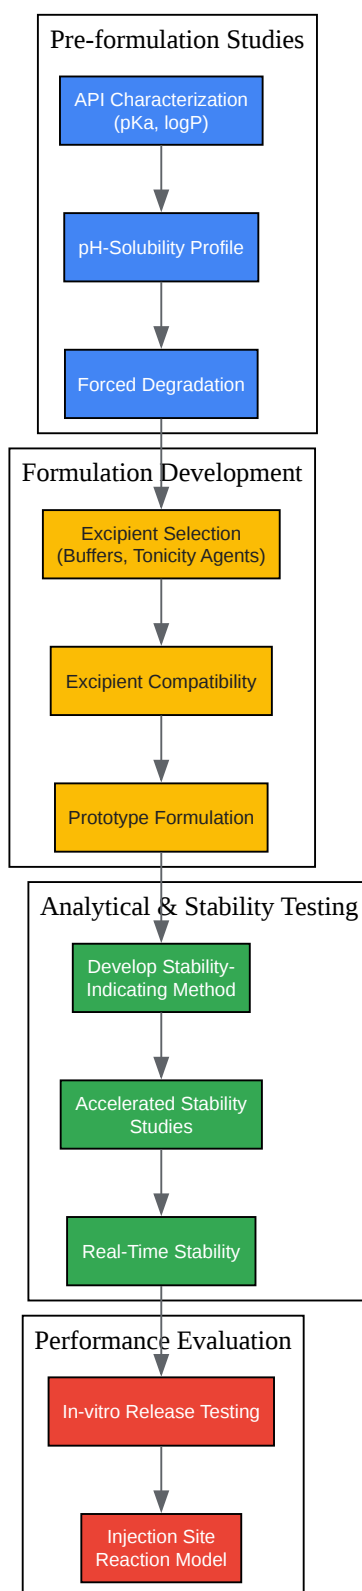 Pre-formulation Studies
API Characterization
(pKa, logP)
pH-Solubility Profile
Forced Degradation
Formulation Development
Excipient Selection
(Buffers, Tonicity Agents)
Excipient Compatibility
Prototype Formulation
Analytical & Stability Testing
Develop Stability-
Indicating Method
Accelerated Stability
Studies
Real-Time Stability
Performance Evaluation
In-vitro Release Testing
Injection Site
Reaction Model